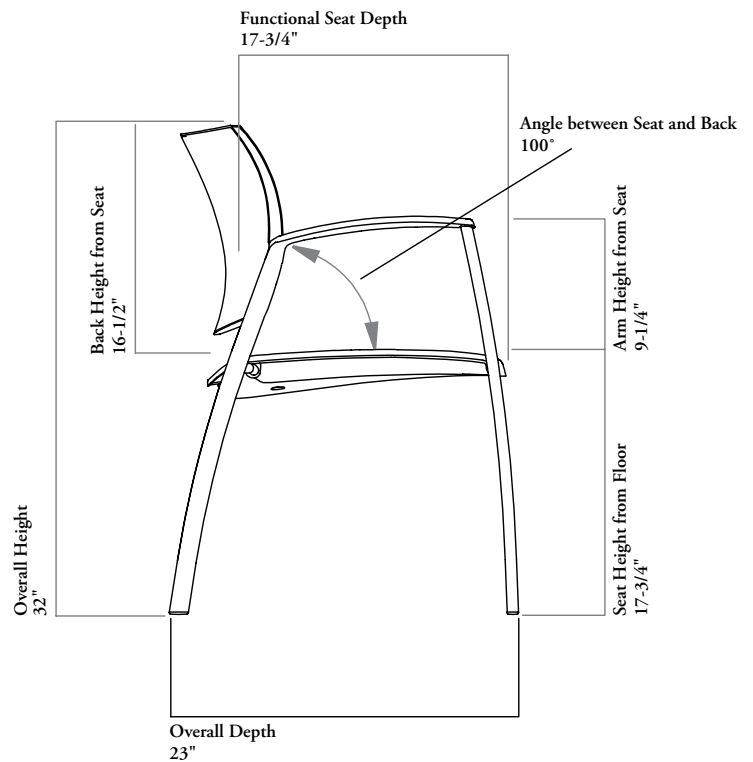 Functional Seat Depth
17-3/4"
Angle between Seat and Back
100°
Back Height from Seat
16-1/2"
Arm Height from Seat
9-1/4"
Overall Height
32"
Seat Height from Floor
17-3/4"
Overall Depth
23"